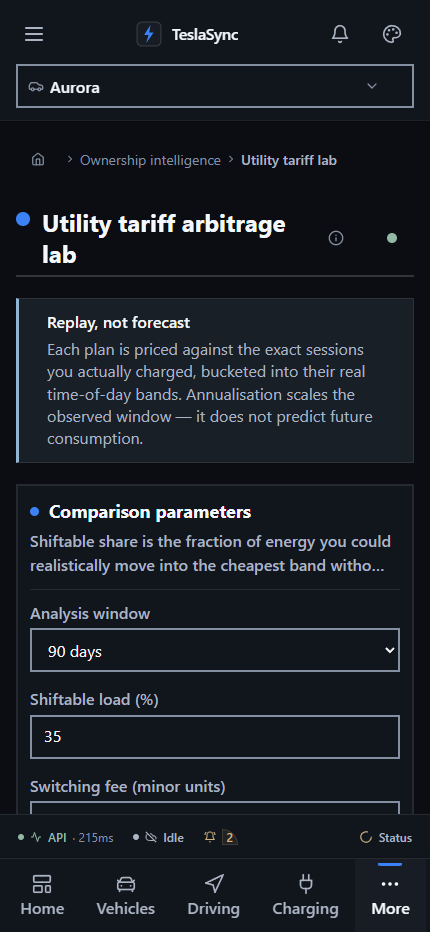 TeslaSync
Aurora
Ownership intelligence
Utility tariff lab
Utility tariff arbitrage
lab
Replay, not forecast
Each plan is priced against the exact sessions
you actually charged, bucketed into their real
time-of-day bands. Annualisation scales the
observed window — it does not predict future
consumption.
Comparison parameters
Shiftable share is the fraction of energy you could
realistically move into the cheapest band witho...
Analysis window
90 days
Shiftable load (%)
35
Switching fee (minor units)
API · 215ms
Idle
2
Status
Home
Vehicles
Driving
Charging
More